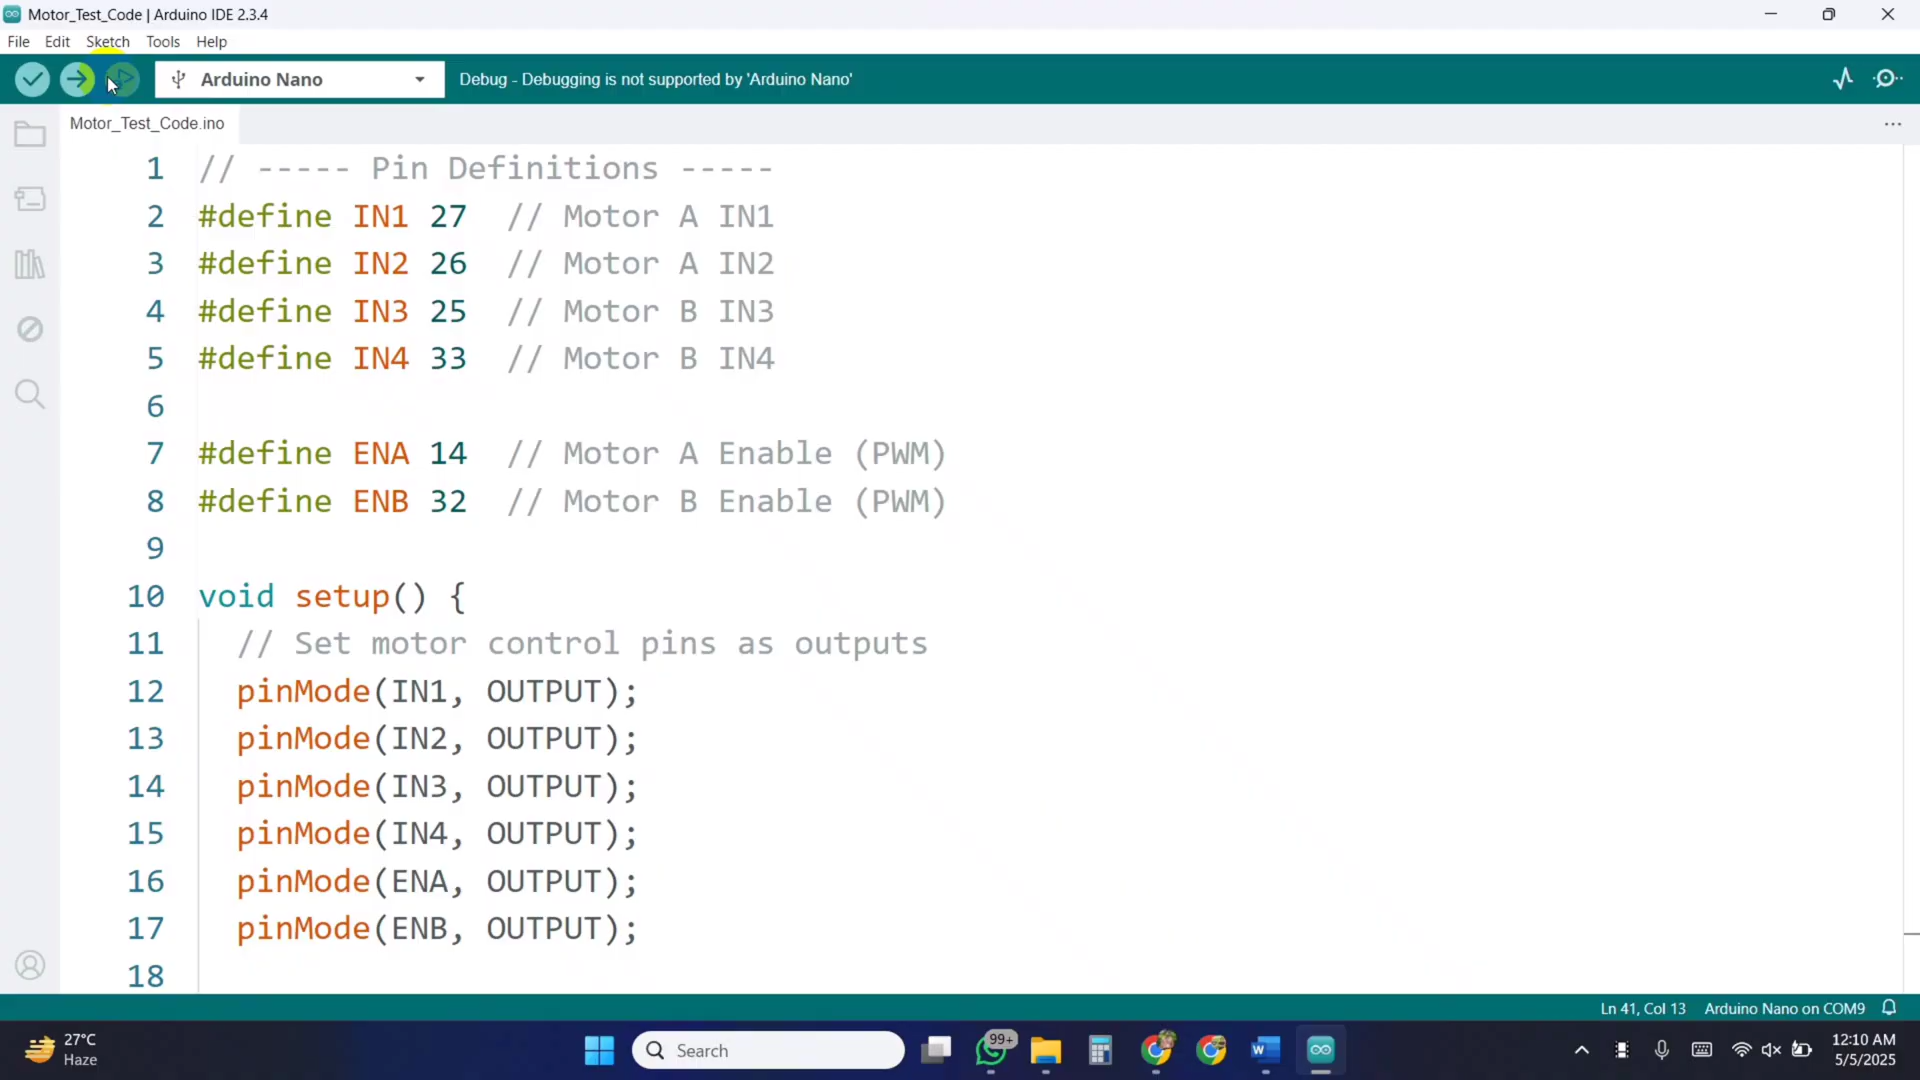 Motor_Test_Code | Arduino IDE 2.3.4
File Edit Sketch Tools Help
Arduino Nano
Debug - Debugging is not supported by 'Arduino Nano'
Motor_Test_Code.ino
1 // ----- Pin Definitions -----
2 #define IN1 27 // Motor A IN1
3 #define IN2 26 // Motor A IN2
4 #define IN3 25 // Motor B IN3
5 #define IN4 33 // Motor B IN4
6
7 #define ENA 14 // Motor A Enable (PWM)
8 #define ENB 32 // Motor B Enable (PWM)
9
10 void setup() {
11 // Set motor control pins as outputs
12 pinMode(IN1, OUTPUT);
13 pinMode(IN2, OUTPUT);
14 pinMode(IN3, OUTPUT);
15 pinMode(IN4, OUTPUT);
16 pinMode(ENA, OUTPUT);
17 pinMode(ENB, OUTPUT);
18
Ln 41, Col 13 Arduino Nano on COM9
27°C
Haze
Search
99+
12:10 AM
5/5/2025